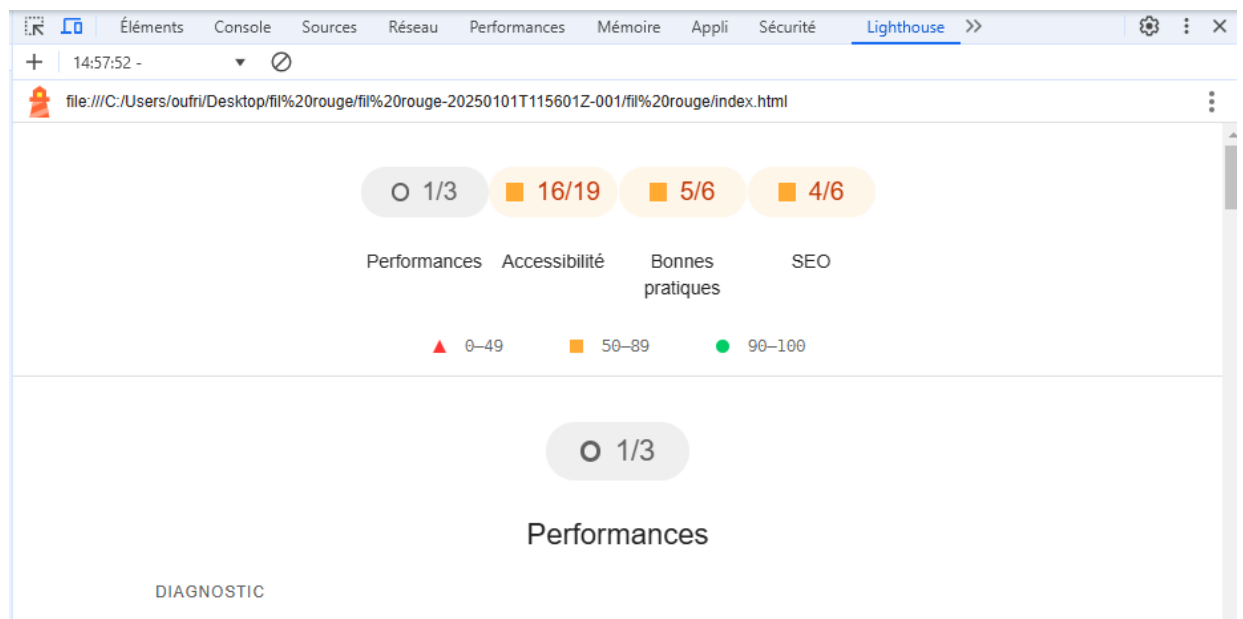 Éléments Console Sources Réseau Performances Mémoire Appli Sécurité Lighthouse
14:57:52 -
file:///C:/Users/oufri/Desktop/fil%20rouge/fil%20rouge-20250101T115601Z-001/fil%20rouge/index.html
1/3 16/19 5/6 4/6
Performances Accessibilité Bonnes pratiques SEO
0–49 50–89 90–100
1/3
Performances
DIAGNOSTIC